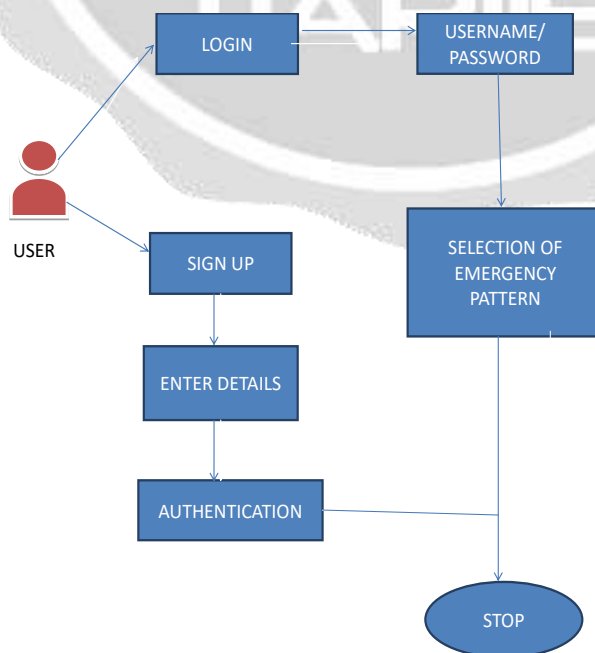 LOGIN
USERNAME/
PASSWORD
USER
SIGN UP
SELECTION OF
EMERGENCY
PATTERN
ENTER DETAILS
AUTHENTICATION
STOP